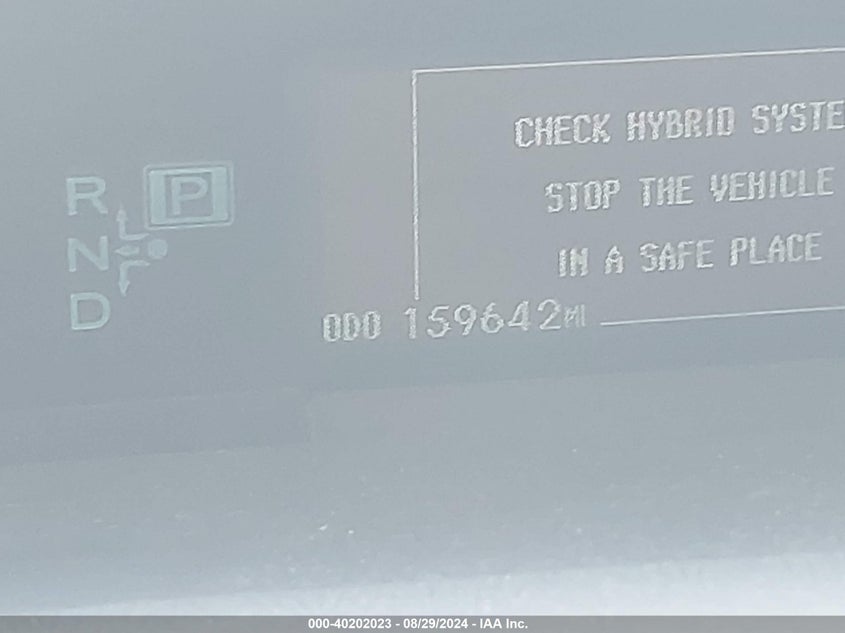 CHECK HYBRID SYSTE
STOP THE VEHICLE
IN A SAFE PLACE
R P
N
D
ODO 159642MI
000-40202023 - 08/29/2024 - IAA Inc.